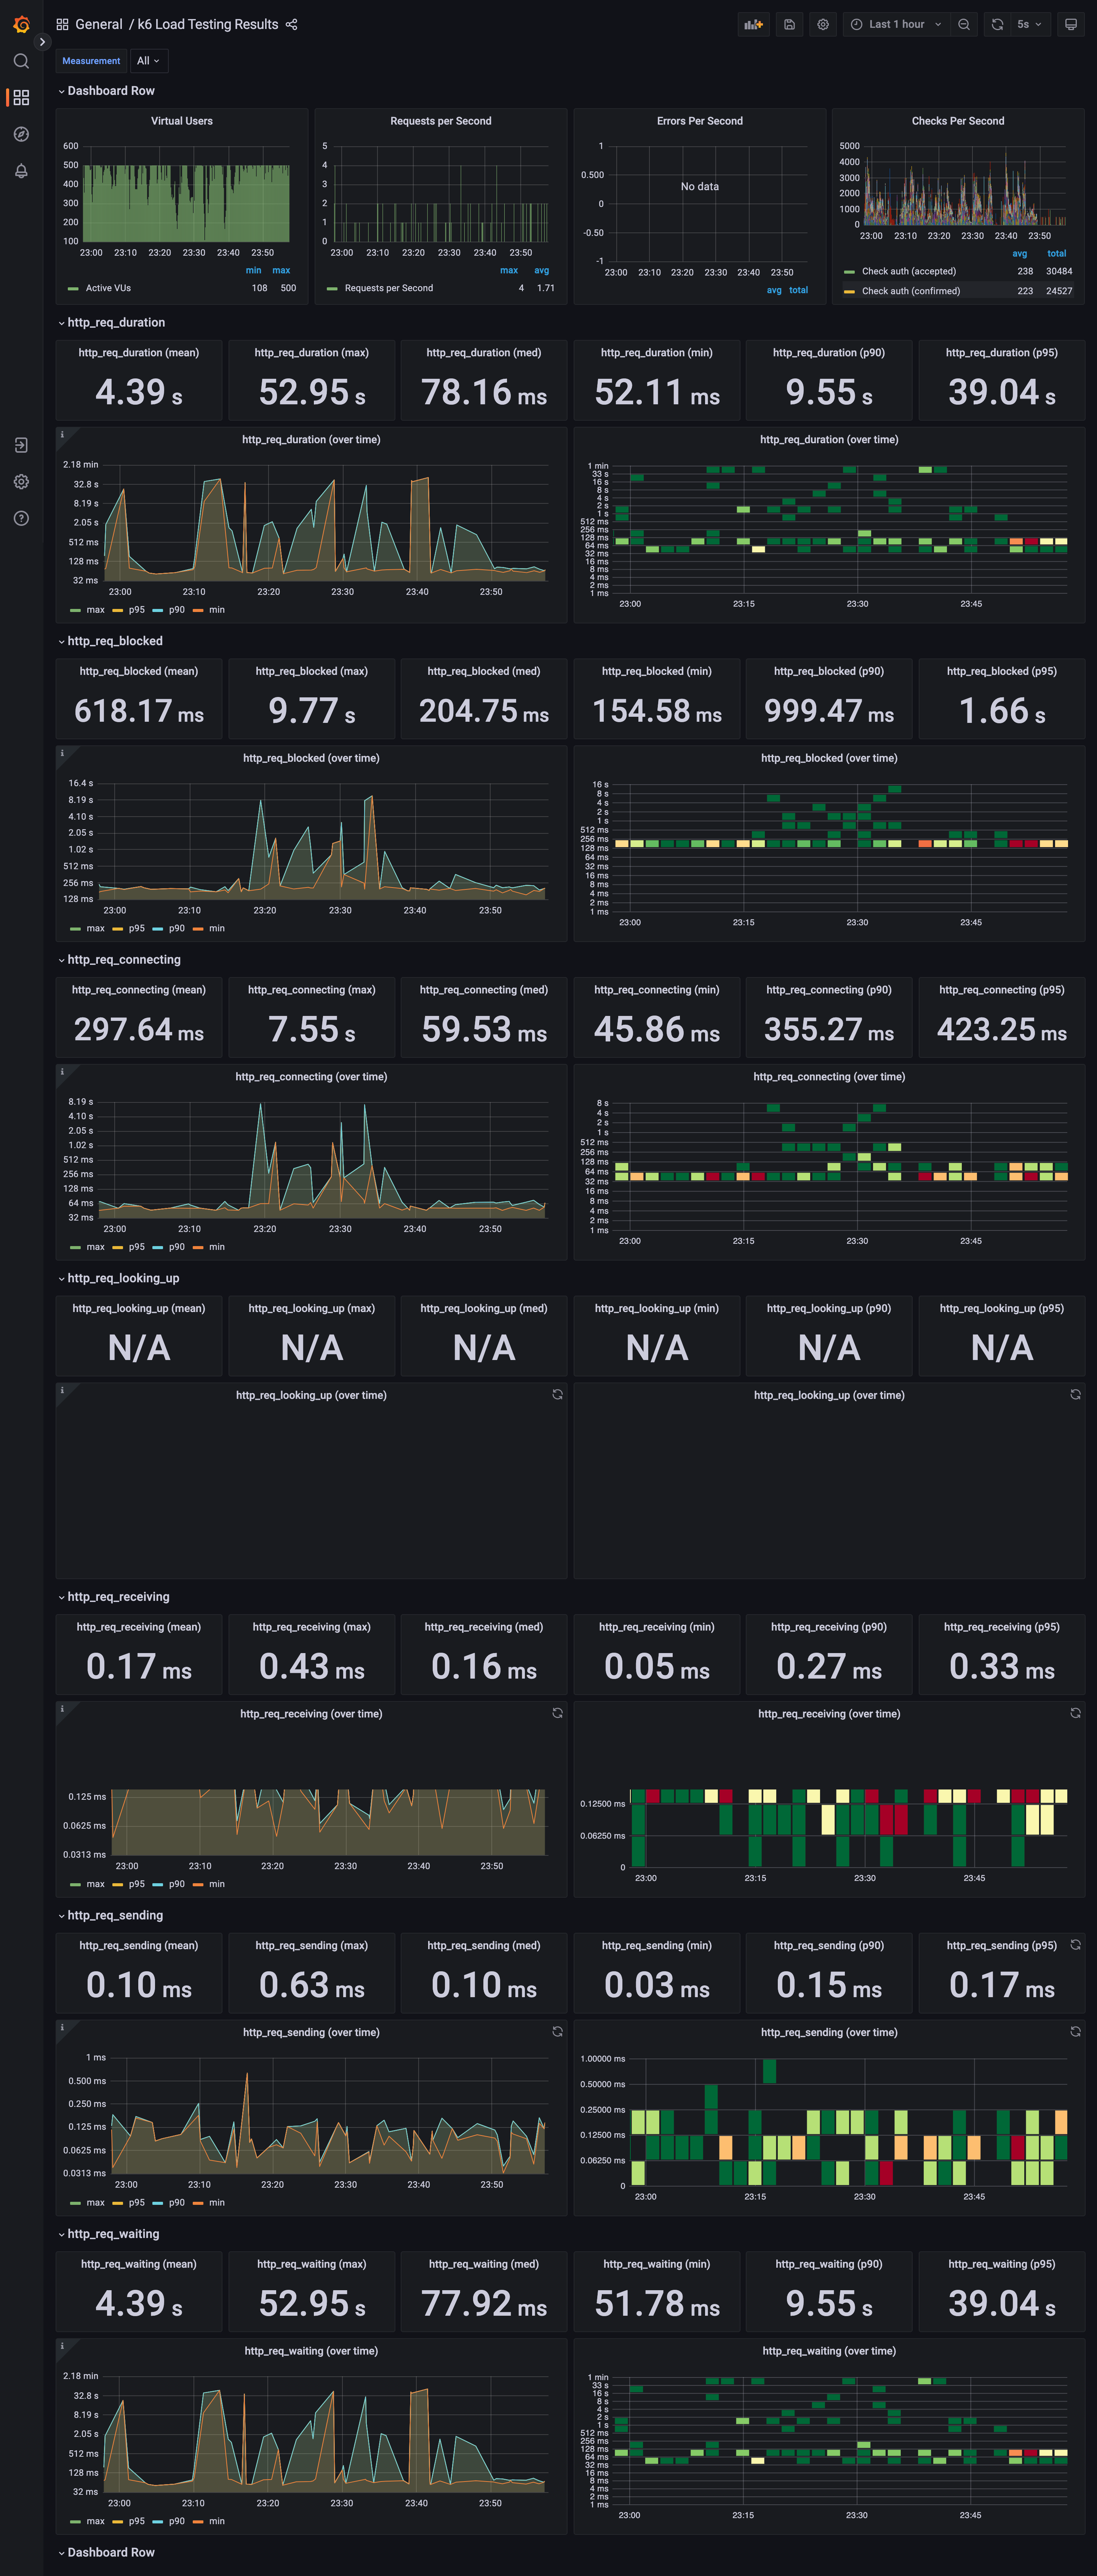 General / k6 Load Testing Results
Last 1 hour
5s
Measurement All
Dashboard Row
Virtual Users
600
500
400
300
200
100
23:00 23:10 23:20 23:30 23:40 23:50
min max
Active VUs 108 500
Requests per Second
5
4
3
2
1
0
23:00 23:10 23:20 23:30 23:40 23:50
max avg
Requests per Second 4 1.71
Errors Per Second
1
0.500
0
-0.50
-1
No data
23:00 23:10 23:20 23:30 23:40 23:50
avg total
Checks Per Second
5000
4000
3000
2000
1000
0
23:00 23:10 23:20 23:30 23:40 23:50
avg total
Check auth (accepted) 238 30484
Check auth (confirmed) 223 24527
http_req_duration
http_req_duration (mean) http_req_duration (max) http_req_duration (med) http_req_duration (min) http_req_duration (p90) http_req_duration (p95)
4.39 s 52.95 s 78.16 ms 52.11 ms 9.55 s 39.04 s
http_req_duration (over time)
2.18 min
32.8 s
8.19 s
2.05 s
512 ms
128 ms
32 ms
23:00 23:10 23:20 23:30 23:40 23:50
max p95 p90 min
http_req_duration (over time)
1 min
33 s
16 s
8 s
4 s
2 s
1 s
512 ms
256 ms
128 ms
64 ms
32 ms
16 ms
8 ms
4 ms
2 ms
1 ms
23:00 23:15 23:30 23:45
http_req_blocked
http_req_blocked (mean) http_req_blocked (max) http_req_blocked (med) http_req_blocked (min) http_req_blocked (p90) http_req_blocked (p95)
618.17 ms 9.77 s 204.75 ms 154.58 ms 999.47 ms 1.66 s
http_req_blocked (over time)
16.4 s
8.19 s
4.10 s
2.05 s
1.02 s
512 ms
256 ms
128 ms
23:00 23:10 23:20 23:30 23:40 23:50
max p95 p90 min
http_req_blocked (over time)
16 s
8 s
4 s
2 s
1 s
512 ms
256 ms
128 ms
64 ms
32 ms
16 ms
8 ms
4 ms
2 ms
1 ms
23:00 23:15 23:30 23:45
http_req_connecting
http_req_connecting (mean) http_req_connecting (max) http_req_connecting (med) http_req_connecting (min) http_req_connecting (p90) http_req_connecting (p95)
297.64 ms 7.55 s 59.53 ms 45.86 ms 355.27 ms 423.25 ms
http_req_connecting (over time)
8.19 s
4.10 s
2.05 s
1.02 s
512 ms
256 ms
128 ms
64 ms
32 ms
23:00 23:10 23:20 23:30 23:40 23:50
max p95 p90 min
http_req_connecting (over time)
8 s
4 s
2 s
1 s
512 ms
256 ms
128 ms
64 ms
32 ms
16 ms
8 ms
4 ms
2 ms
1 ms
23:00 23:15 23:30 23:45
http_req_looking_up
http_req_looking_up (mean) http_req_looking_up (max) http_req_looking_up (med) http_req_looking_up (min) http_req_looking_up (p90) http_req_looking_up (p95)
N/A N/A N/A N/A N/A N/A
http_req_looking_up (over time)
http_req_looking_up (over time)
http_req_receiving
http_req_receiving (mean) http_req_receiving (max) http_req_receiving (med) http_req_receiving (min) http_req_receiving (p90) http_req_receiving (p95)
0.17 ms 0.43 ms 0.16 ms 0.05 ms 0.27 ms 0.33 ms
http_req_receiving (over time)
0.125 ms
0.0625 ms
0.0313 ms
23:00 23:10 23:20 23:30 23:40 23:50
max p95 p90 min
http_req_receiving (over time)
0.12500 ms
0.06250 ms
0
23:00 23:15 23:30 23:45
http_req_sending
http_req_sending (mean) http_req_sending (max) http_req_sending (med) http_req_sending (min) http_req_sending (p90) http_req_sending (p95)
0.10 ms 0.63 ms 0.10 ms 0.03 ms 0.15 ms 0.17 ms
http_req_sending (over time)
1 ms
0.500 ms
0.250 ms
0.125 ms
0.0625 ms
0.0313 ms
23:00 23:10 23:20 23:30 23:40 23:50
max p95 p90 min
http_req_sending (over time)
1.00000 ms
0.50000 ms
0.25000 ms
0.12500 ms
0.06250 ms
0
23:00 23:15 23:30 23:45
http_req_waiting
http_req_waiting (mean) http_req_waiting (max) http_req_waiting (med) http_req_waiting (min) http_req_waiting (p90) http_req_waiting (p95)
4.39 s 52.95 s 77.92 ms 51.78 ms 9.55 s 39.04 s
http_req_waiting (over time)
2.18 min
32.8 s
8.19 s
2.05 s
512 ms
128 ms
32 ms
23:00 23:10 23:20 23:30 23:40 23:50
max p95 p90 min
http_req_waiting (over time)
1 min
33 s
16 s
8 s
4 s
2 s
1 s
512 ms
256 ms
128 ms
64 ms
32 ms
16 ms
8 ms
4 ms
2 ms
1 ms
23:00 23:15 23:30 23:45
Dashboard Row